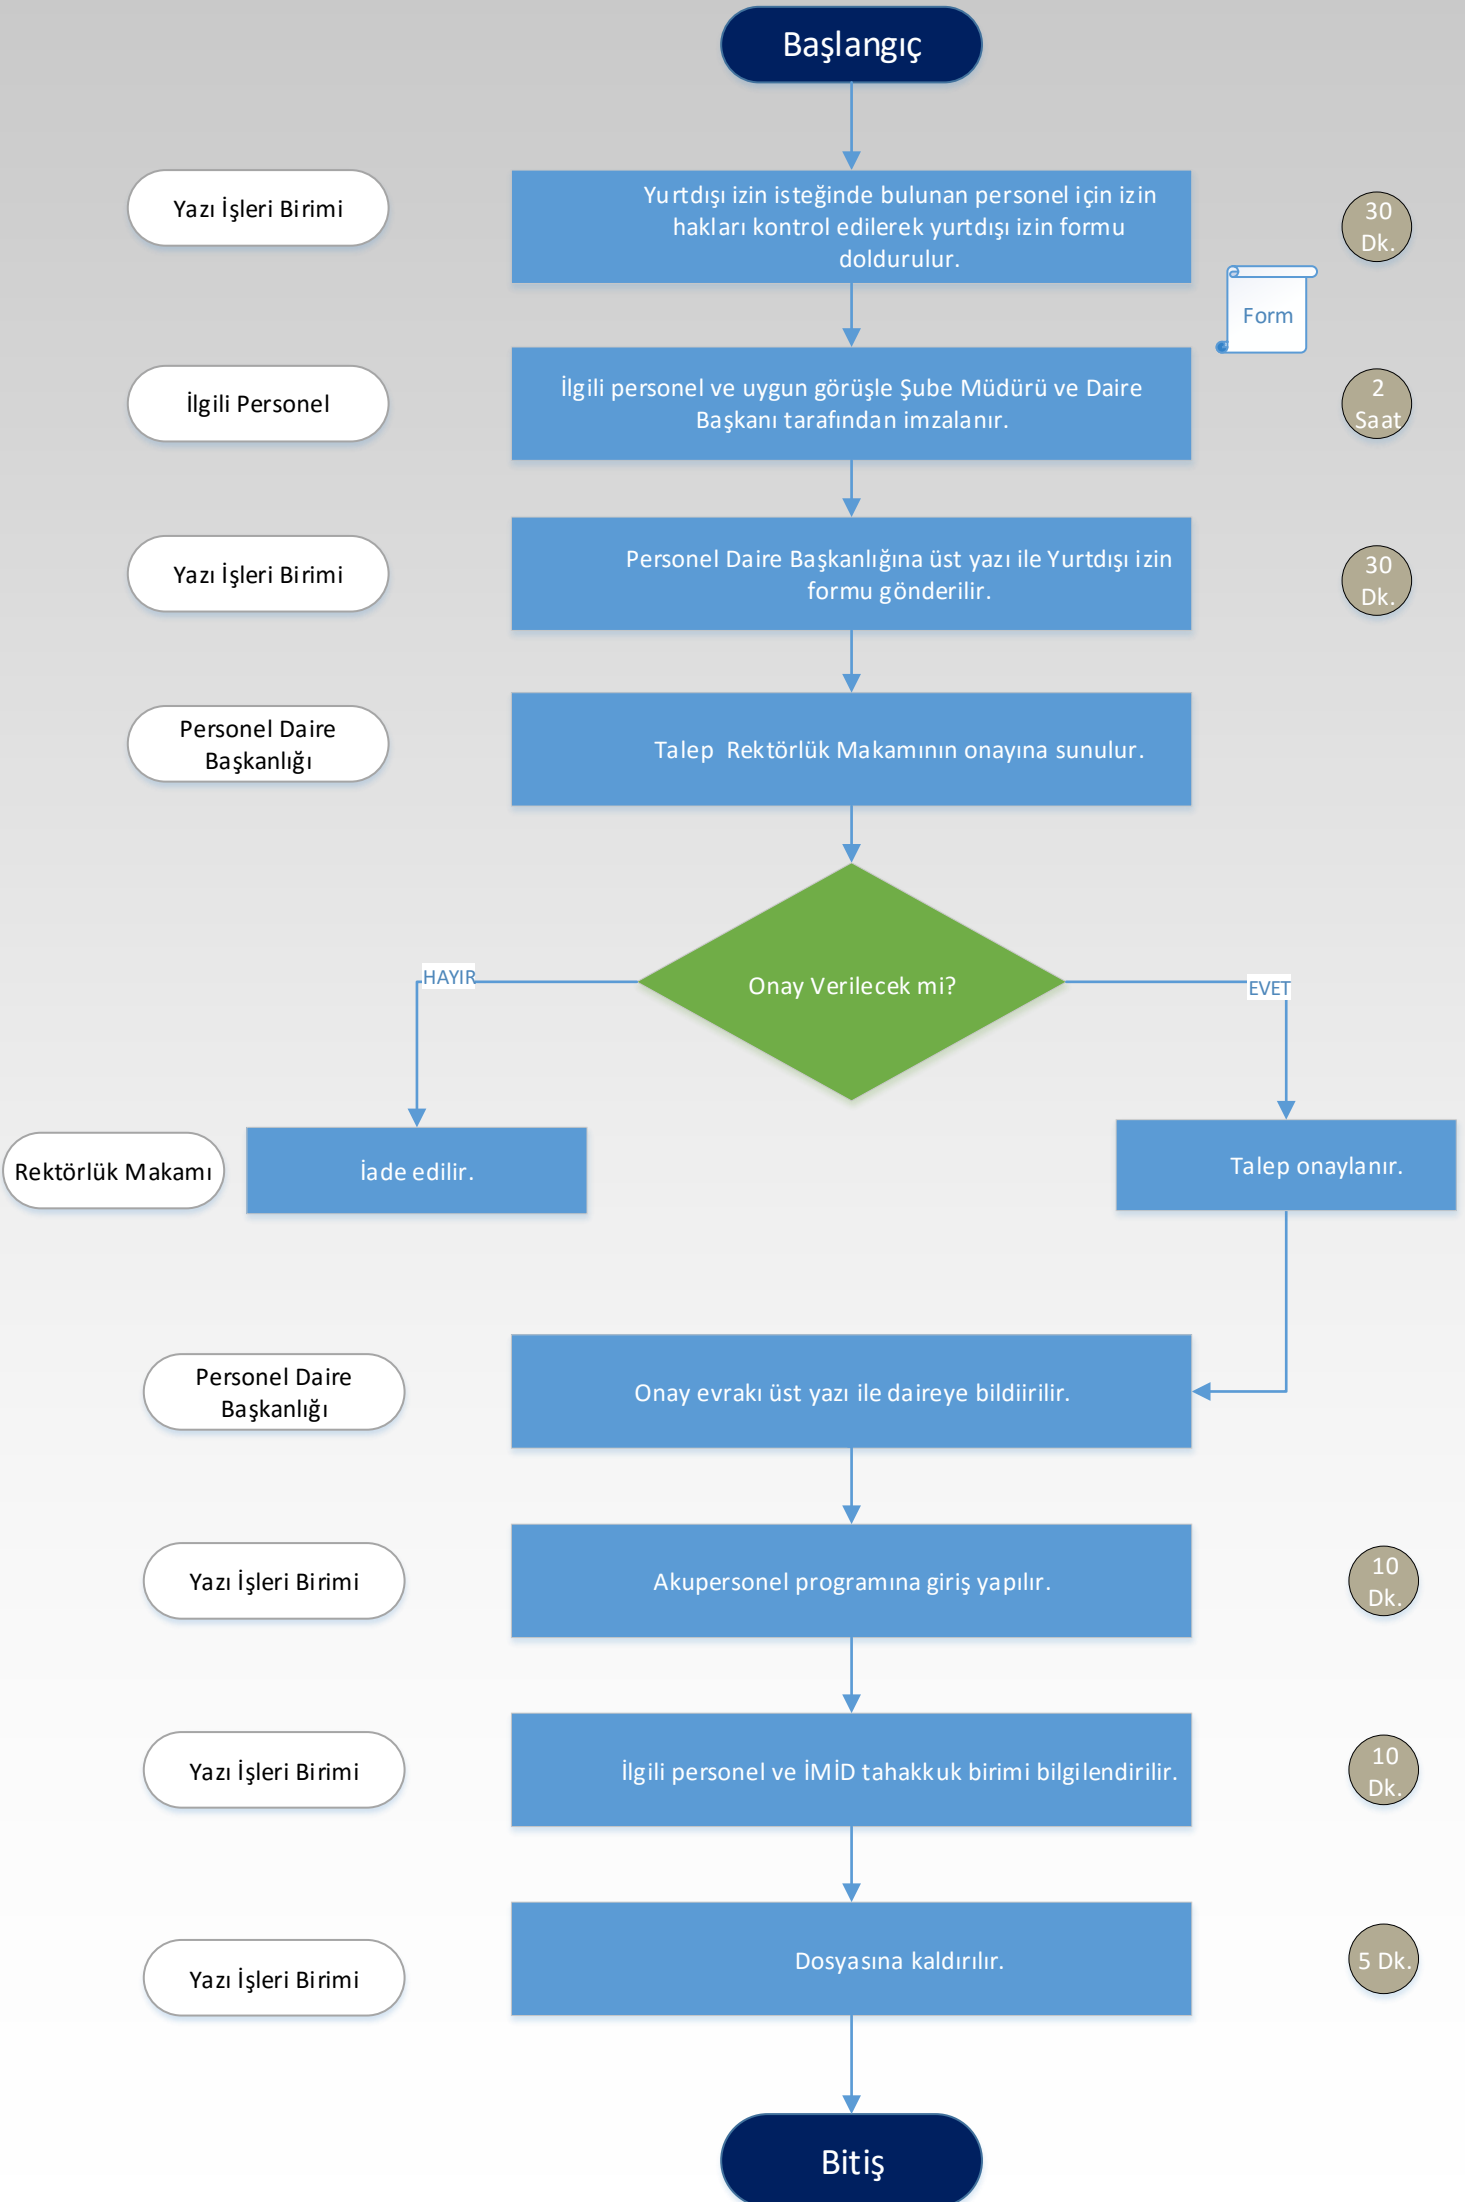 Başlangıç
Yazı İşleri Birimi
Yurtdışı izin isteğinde bulunan personel için izin
hakları kontrol edilerek yurtdışı izin formu
doldurulur.
30
Dk.
Form
İlgili Personel
İlgili personel ve uygun görüşle Şube Müdürü ve Daire
Başkanı tarafından imzalanır.
2
Saat
Yazı İşleri Birimi
Personel Daire Başkanlığına üst yazı ile Yurtdışı izin
formu gönderilir.
30
Dk.
Personel Daire
Başkanlığı
Talep  Rektörlük Makamının onayına sunulur.
Onay Verilecek mi?
HAYIR
EVET
Rektörlük Makamı
İade edilir.
Talep onaylanır.
Personel Daire
Başkanlığı
Onay evrakı üst yazı ile daireye bildiirilir.
Yazı İşleri Birimi
Akupersonel programına giriş yapılır.
10
Dk.
Yazı İşleri Birimi
İlgili personel ve İMİD tahakkuk birimi bilgilendirilir.
10
Dk.
Yazı İşleri Birimi
Dosyasına kaldırılır.
5 Dk.
Bitiş